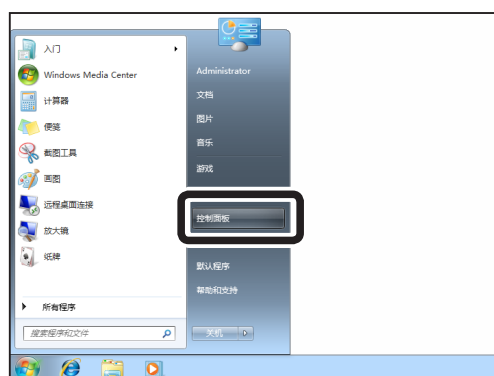 入门
Windows Media Center
计算器
便笺
截图工具
画图
远程桌面连接
放大镜
纸牌
所有程序
搜索程序和文件
Administrator
文档
图片
音乐
游戏
控制面板
默认程序
帮助和支持
关机